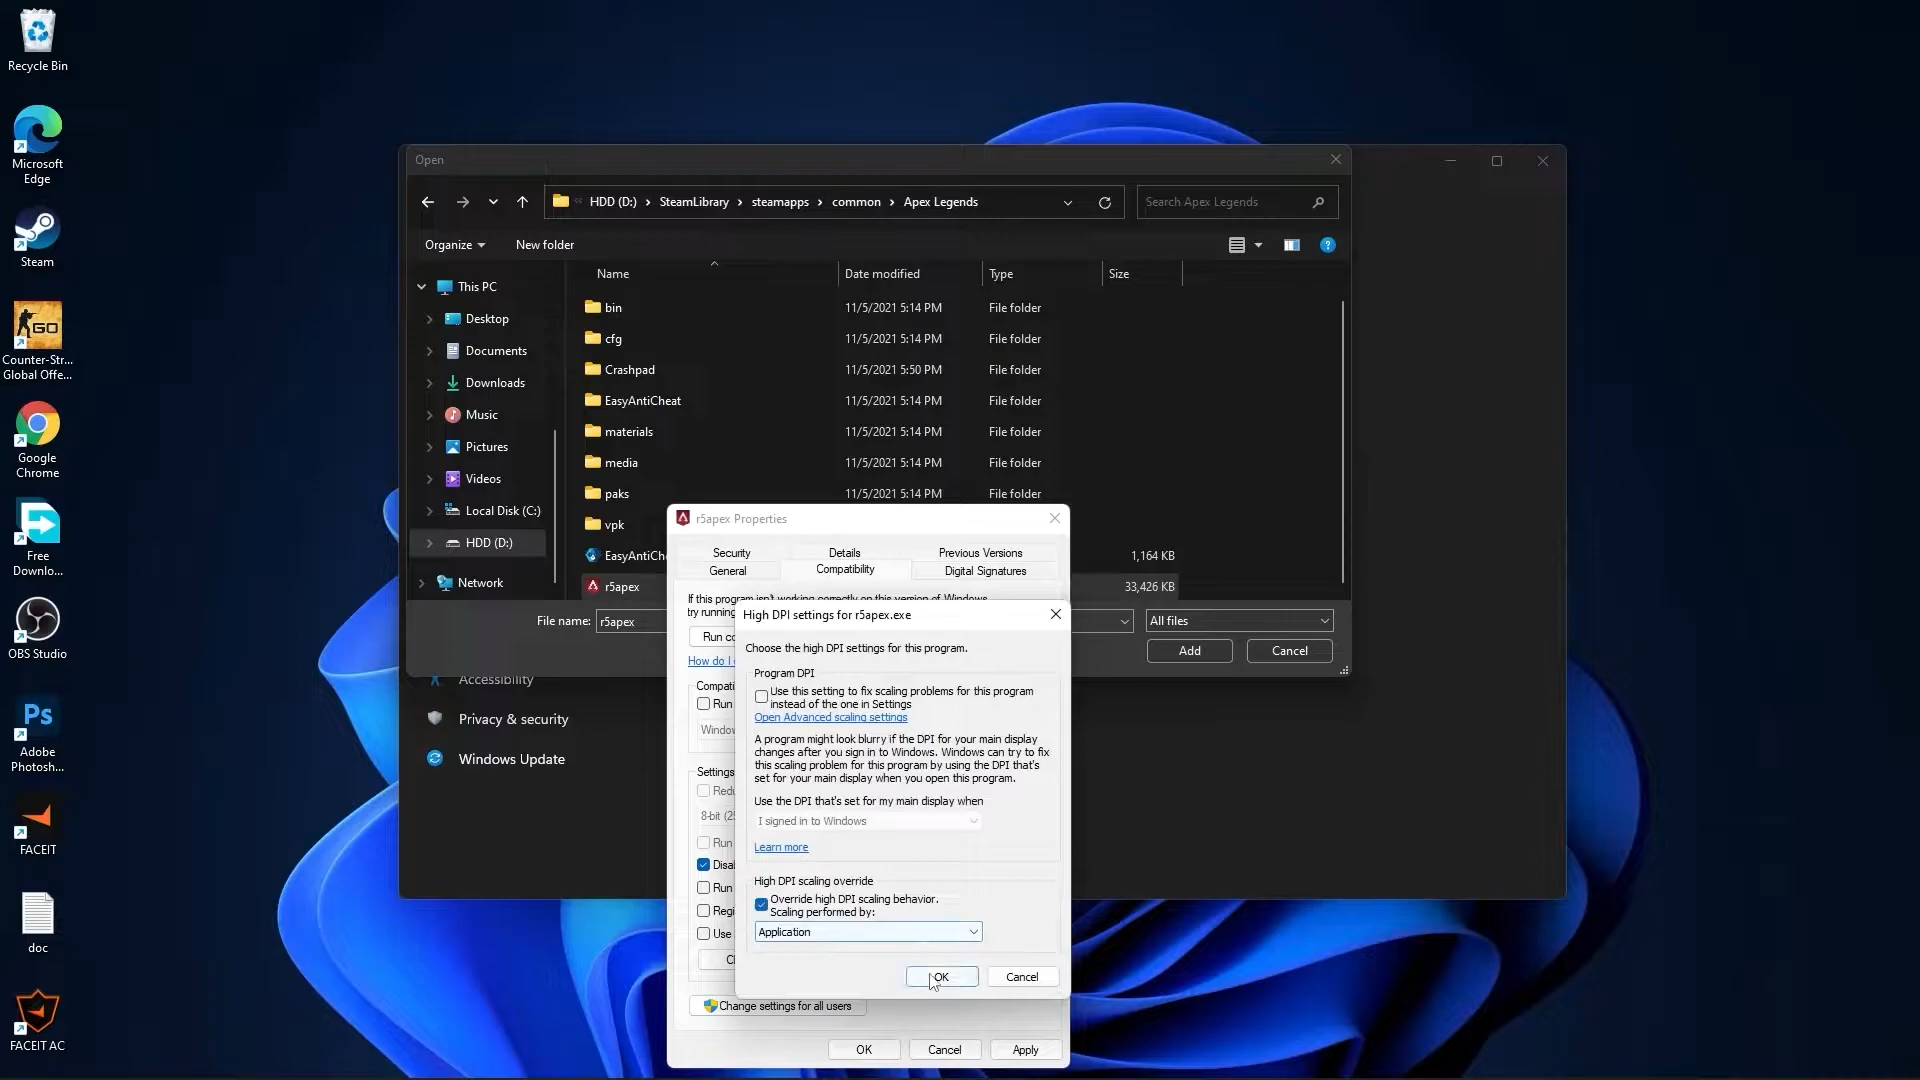 Recycle Bin
Microsoft
Edge
Steam
GO
Counter-Str...
Global Offe...
Google
Chrome
Free
Downlo...
OBS Studio
Ps
Adobe
Photosh...
FACEIT
doc
FACEIT AC
Open
HDD (D:) › SteamLibrary › steamapps › common › Apex Legends
Search Apex Legends
Organize
New folder
?
Name
Date modified
Type
Size
This PC
Desktop
Documents
Downloads
Music
Pictures
Videos
Local Disk (C:)
HDD (D:)
Network
bin 11/5/2021 5:14 PM File folder
cfg 11/5/2021 5:14 PM File folder
Crashpad 11/5/2021 5:50 PM File folder
EasyAntiCheat 11/5/2021 5:14 PM File folder
materials 11/5/2021 5:14 PM File folder
media 11/5/2021 5:14 PM File folder
paks 11/5/2021 5:14 PM File folder
vpk
EasyAntiChe 1,164 KB
r5apex 33,426 KB
File name: r5apex
All files
Add
Cancel
Accessibility
Privacy & security
Windows Update
r5apex Properties
Security
Details
Previous Versions
General
Compatibility
Digital Signatures
If this program isn't working correctly on this version of Windows,
try running
Run co
How do I
Compati
Run
Window
Settings
Redu
8-bit (25
Run
Disab
Run
Regi
Use
Change settings for all users
OK
Cancel
Apply
High DPI settings for r5apex.exe
Choose the high DPI settings for this program.
Program DPI
Use this setting to fix scaling problems for this program
instead of the one in Settings
Open Advanced scaling settings
A program might look blurry if the DPI for your main display
changes after you sign in to Windows. Windows can try to fix
this scaling problem for this program by using the DPI that's
set for your main display when you open this program.
Use the DPI that's set for my main display when
I signed in to Windows
Learn more
High DPI scaling override
Override high DPI scaling behavior.
Scaling performed by:
Application
OK
Cancel